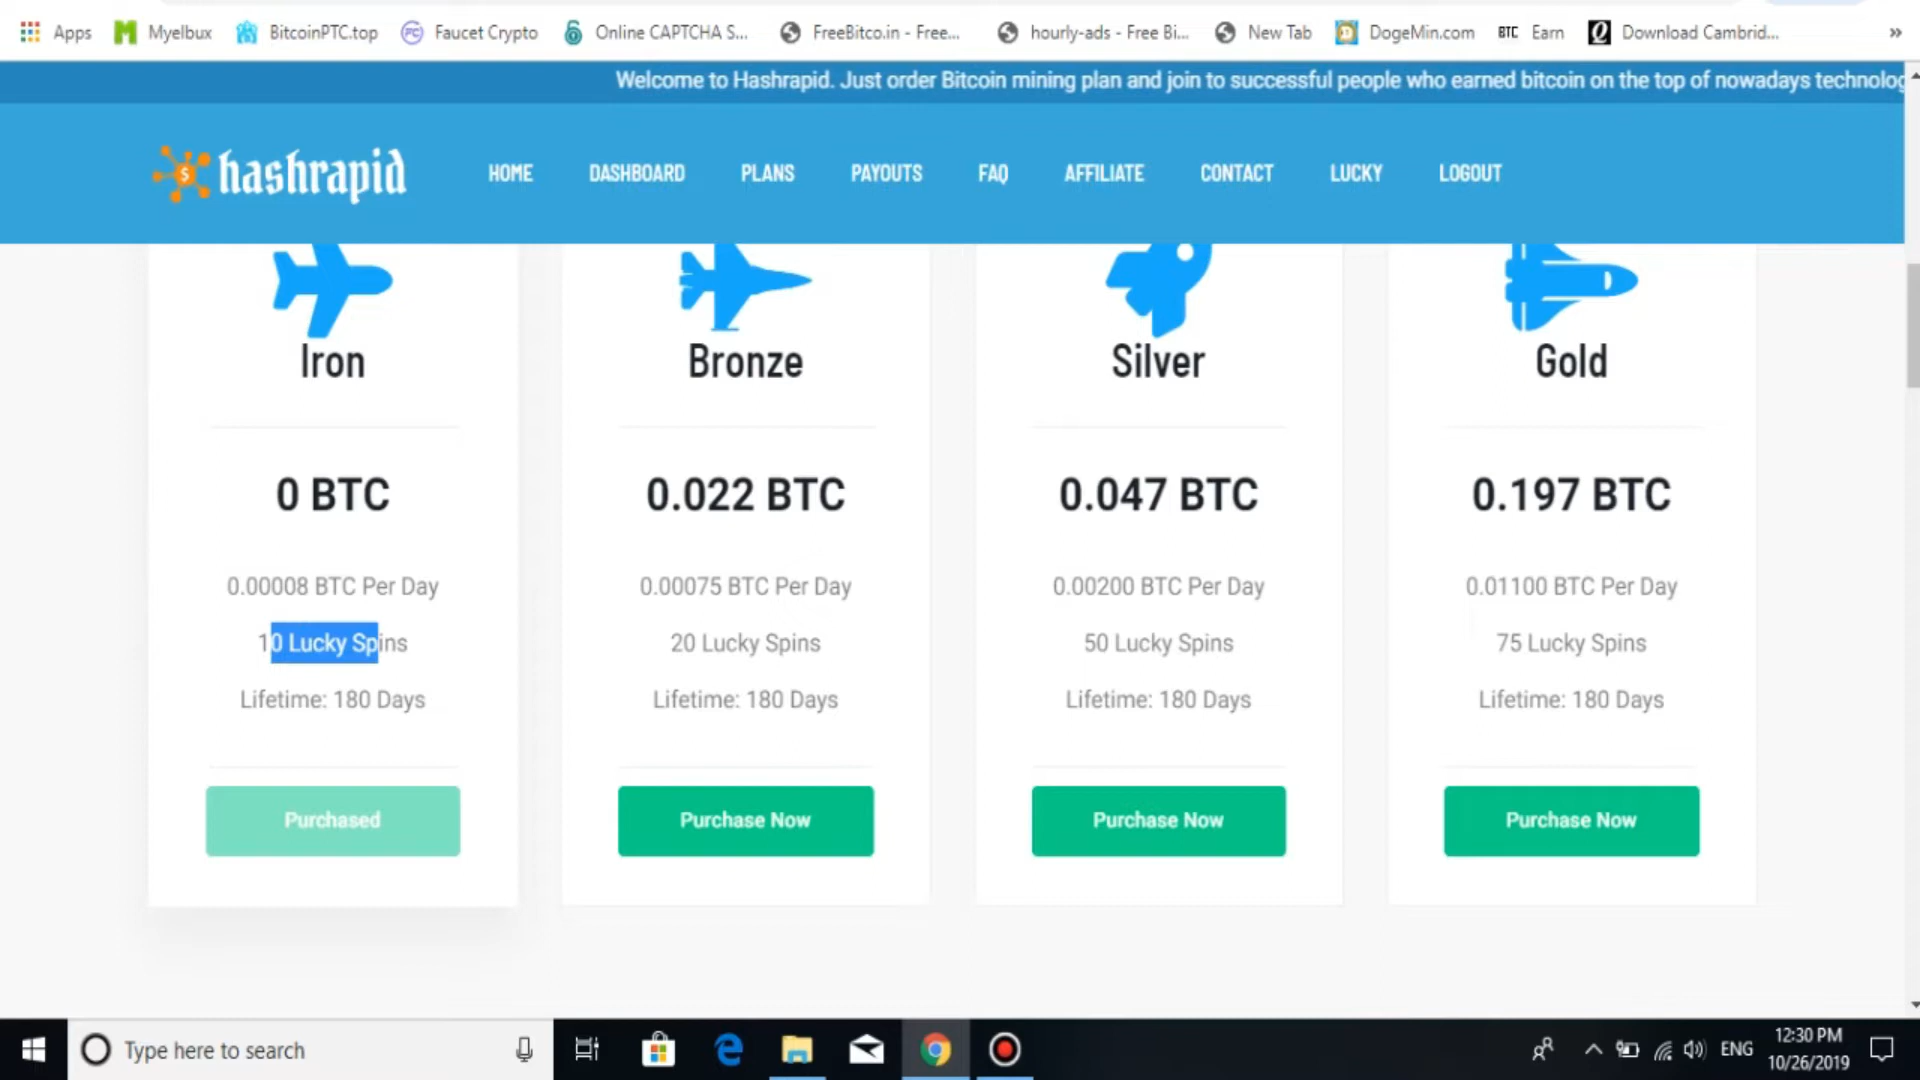 Apps Myelbux BitcoinPTC.top Faucet Crypto Online CAPTCHA S... FreeBitco.in - Free... hourly-ads - Free Bi... New Tab DogeMin.com BTC Earn Download Cambrid... »
Welcome to Hashrapid. Just order Bitcoin mining plan and join to successful people who earned bitcoin on the top of nowadays technolog
hashrapid HOME DASHBOARD PLANS PAYOUTS FAQ AFFILIATE CONTACT LUCKY LOGOUT
Iron Bronze Silver Gold
0 BTC 0.022 BTC 0.047 BTC 0.197 BTC
0.00008 BTC Per Day 0.00075 BTC Per Day 0.00200 BTC Per Day 0.01100 BTC Per Day
10 Lucky Spins 20 Lucky Spins 50 Lucky Spins 75 Lucky Spins
Lifetime: 180 Days Lifetime: 180 Days Lifetime: 180 Days Lifetime: 180 Days
Purchased Purchase Now Purchase Now Purchase Now
Type here to search ENG 12:30 PM
10/26/2019